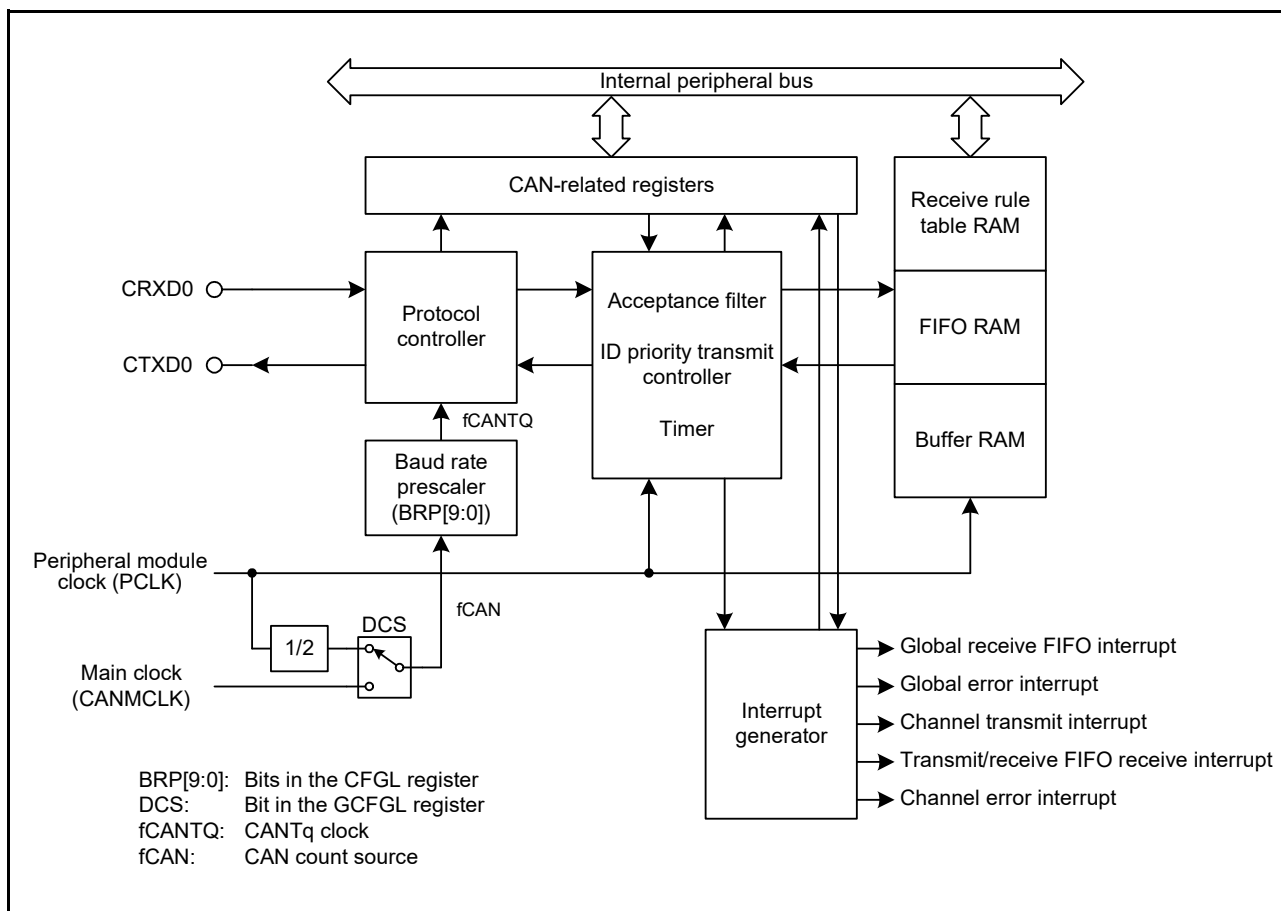 Internal peripheral bus
CAN-related registers
Receive rule
table RAM
CRXD0
Protocol
controller
Acceptance filter
ID priority transmit
controller
Timer
FIFO RAM
CTXD0
fCANTQ
Baud rate
prescaler
(BRP[9:0])
Buffer RAM
Peripheral module
clock (PCLK)
fCAN
DCS
1/2
Main clock
(CANMCLK)
Interrupt
generator
Global receive FIFO interrupt
Global error interrupt
Channel transmit interrupt
Transmit/receive FIFO receive interrupt
Channel error interrupt
BRP[9:0]: Bits in the CFGL register
DCS: Bit in the GCFGL register
fCANTQ: CANTq clock
fCAN: CAN count source